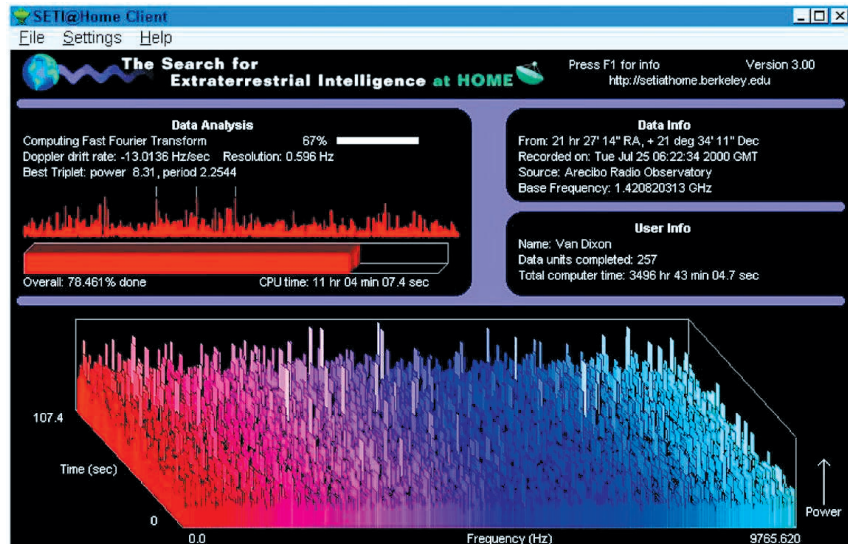 SETI@Home Client
File Settings Help
The Search for
Extraterrestrial Intelligence at HOME
Press F1 for info Version 3.00
http://setiathome.berkeley.edu
Data Analysis
Computing Fast Fourier Transform 67%
Doppler drift rate: -13.0136 Hz/sec Resolution: 0.596 Hz
Best Triplet: power 8.31, period 2.2544
Overall: 78.461% done CPU time: 11 hr 04 min 07.4 sec
Data Info
From: 21 hr 27' 14" RA, + 21 deg 34' 11" Dec
Recorded on: Tue Jul 25 06:22:34 2000 GMT
Source: Arecibo Radio Observatory
Base Frequency: 1.420820313 GHz
User Info
Name: Van Dixon
Data units completed: 257
Total computer time: 3496 hr 43 min 04.7 sec
107.4
Time (sec)
0
Power
0.0 Frequency (Hz) 9765.620